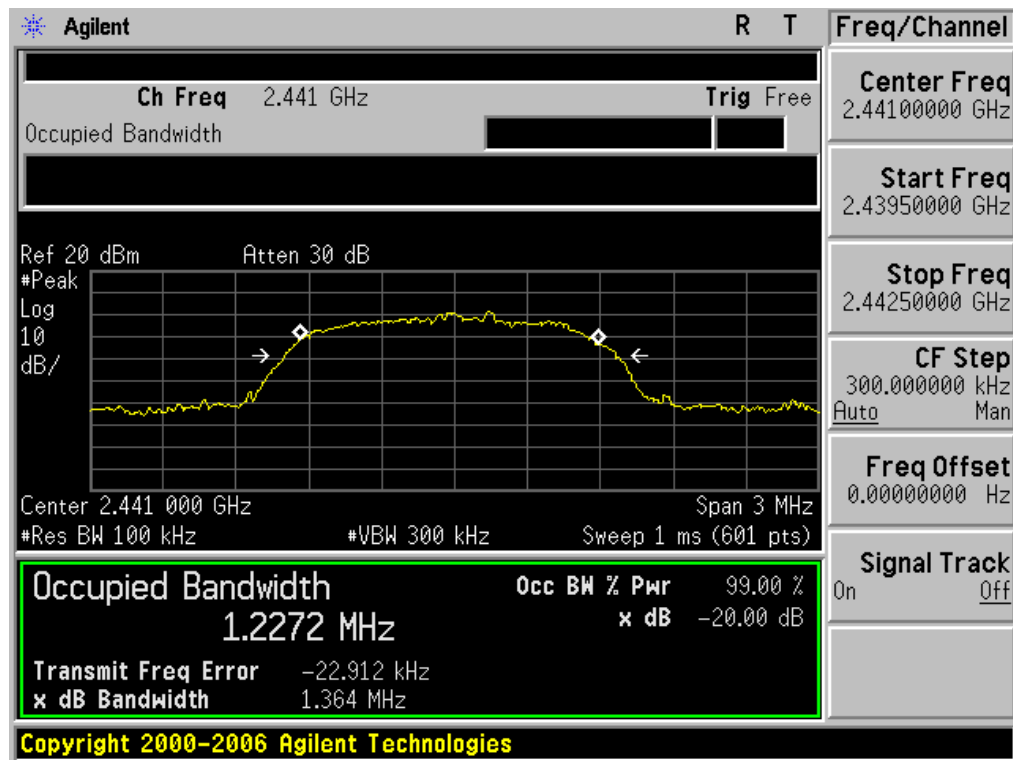 Agilent R T
Freq/Channel
Ch Freq 2.441 GHz Trig Free
Occupied Bandwidth
Center Freq
2.44100000 GHz
Start Freq
2.43950000 GHz
Stop Freq
2.44250000 GHz
CF Step
300.000000 kHz
Auto Man
Freq Offset
0.00000000 Hz
Signal Track
On Off
Ref 20 dBm Atten 30 dB
#Peak
Log
10
dB/
Center 2.441 000 GHz Span 3 MHz
#Res BW 100 kHz #VBW 300 kHz Sweep 1 ms (601 pts)
Occupied Bandwidth
1.2272 MHz
Occ BW % Pwr 99.00 %
x dB -20.00 dB
Transmit Freq Error -22.912 kHz
x dB Bandwidth 1.364 MHz
Copyright 2000-2006 Agilent Technologies